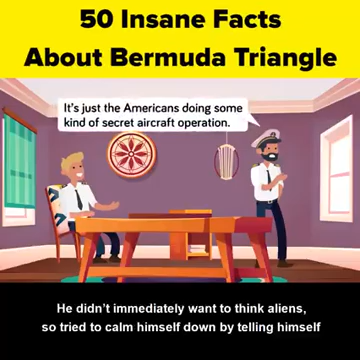 50 Insane Facts
About Bermuda Triangle
It's just the Americans doing some
kind of secret aircraft operation.
He didn't immediately want to think aliens,
so tried to calm himself down by telling himself